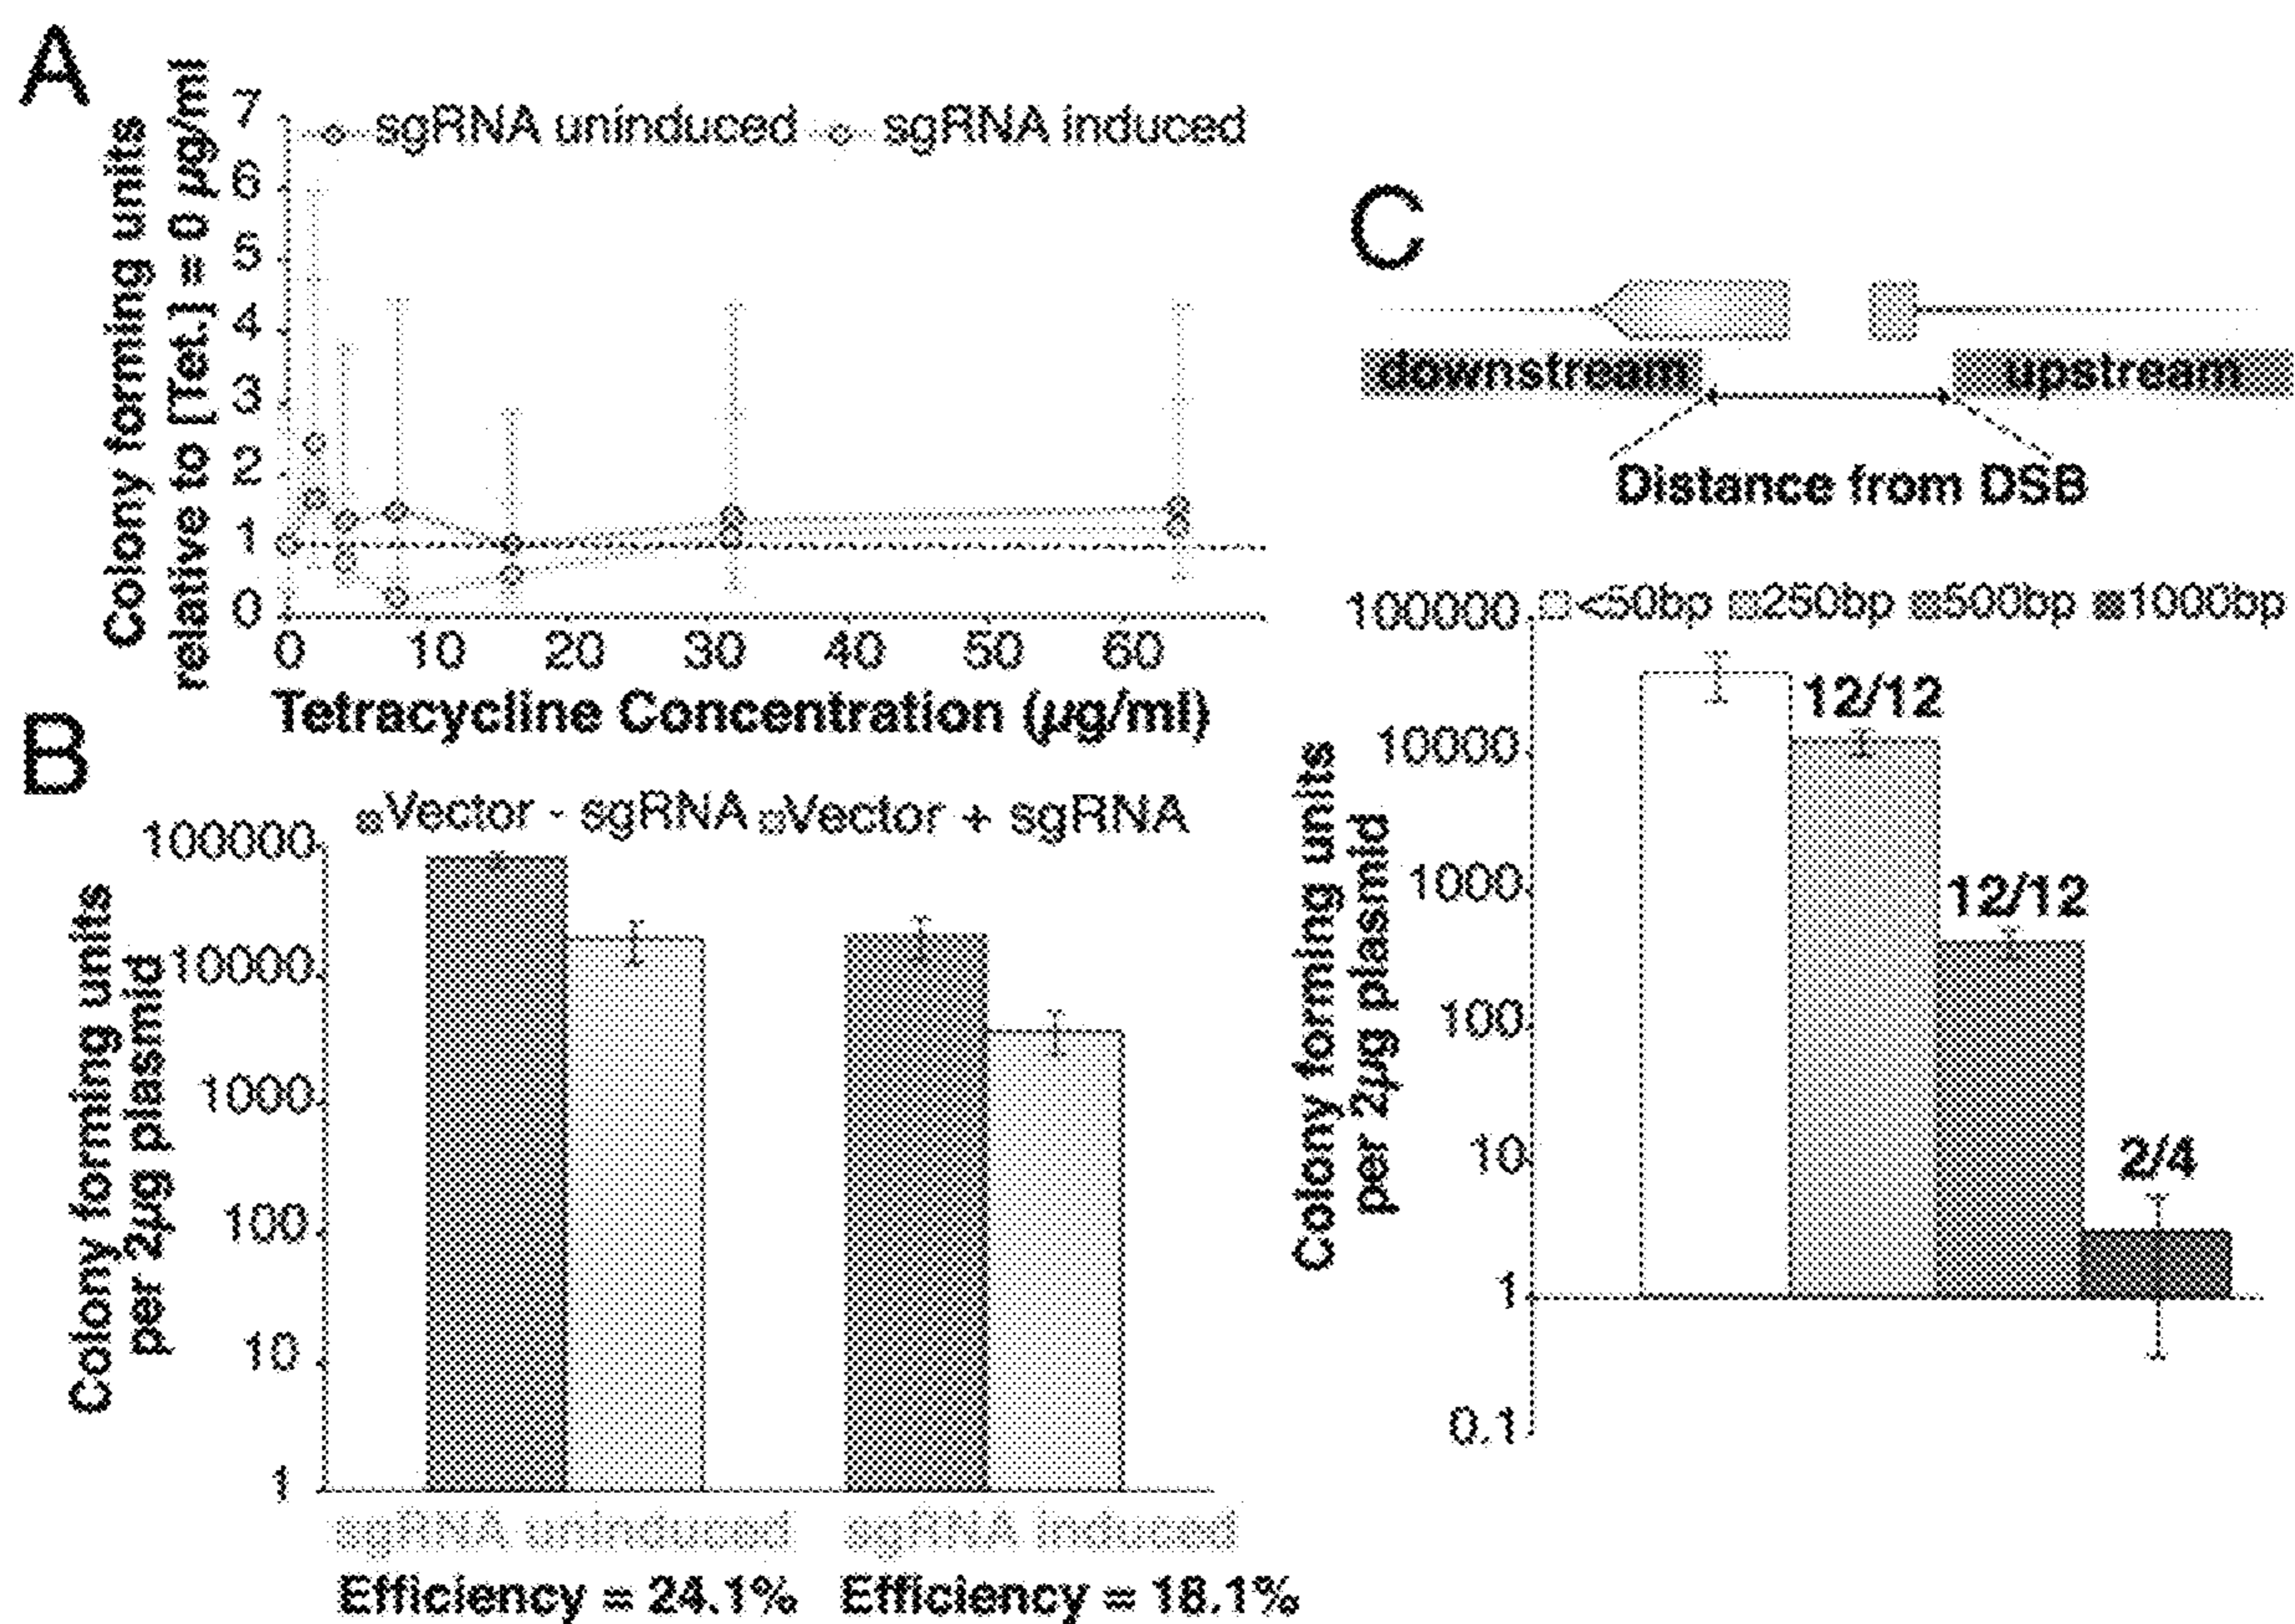 A
Colony forming units
relative to [Tet.] = 0 µg/ml
7
6
5
4
3
2
1
0
sgRNA uninduced
sgRNA induced
0 10 20 30 40 50 60
Tetracycline Concentration (µg/ml)
B
Vector - sgRNA
Vector + sgRNA
Colony forming units
per 2µg plasmid
100000
10000
1000
100
10
1
sgRNA uninduced
sgRNA induced
Efficiency = 24.1%
Efficiency = 18.1%
C
downstream
upstream
Distance from DSB
<50bp 250bp 500bp 1000bp
Colony forming units
per 2µg plasmid
100000
10000
1000
100
10
1
0.1
12/12
12/12
2/4